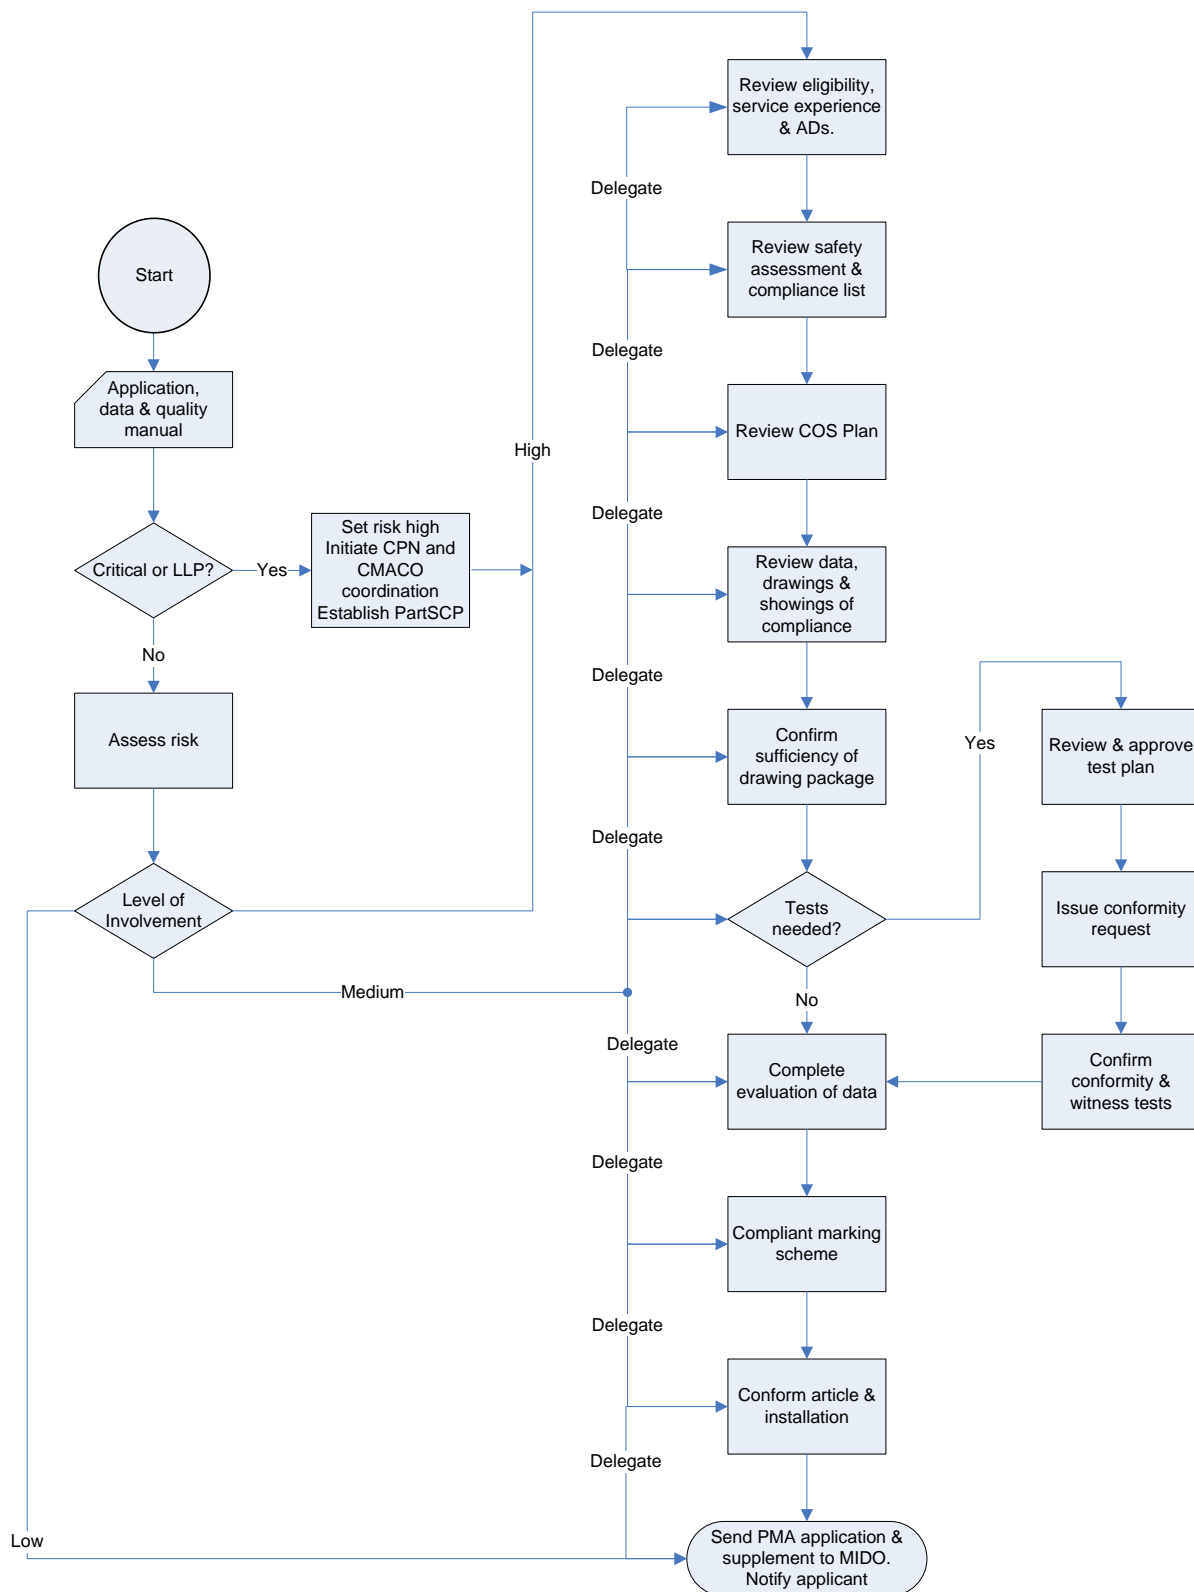 Start
Application,
data & quality
manual
Critical or LLP?
Yes
Set risk high
Initiate CPN and
CMACO
coordination
Establish PartSCP
No
Assess risk
Level of
Involvement
High
Medium
Low
Review eligibility,
service experience
& ADs.
Delegate
Review safety
assessment &
compliance list
Delegate
Review COS Plan
Delegate
Review data,
drawings &
showings of
compliance
Delegate
Confirm
sufficiency of
drawing package
Delegate
Tests
needed?
Yes
Review & approve
test plan
Issue conformity
request
Confirm
conformity &
witness tests
No
Delegate
Complete
evaluation of data
Delegate
Compliant marking
scheme
Delegate
Conform article &
installation
Delegate
Send PMA application &
supplement to MIDO.
Notify applicant